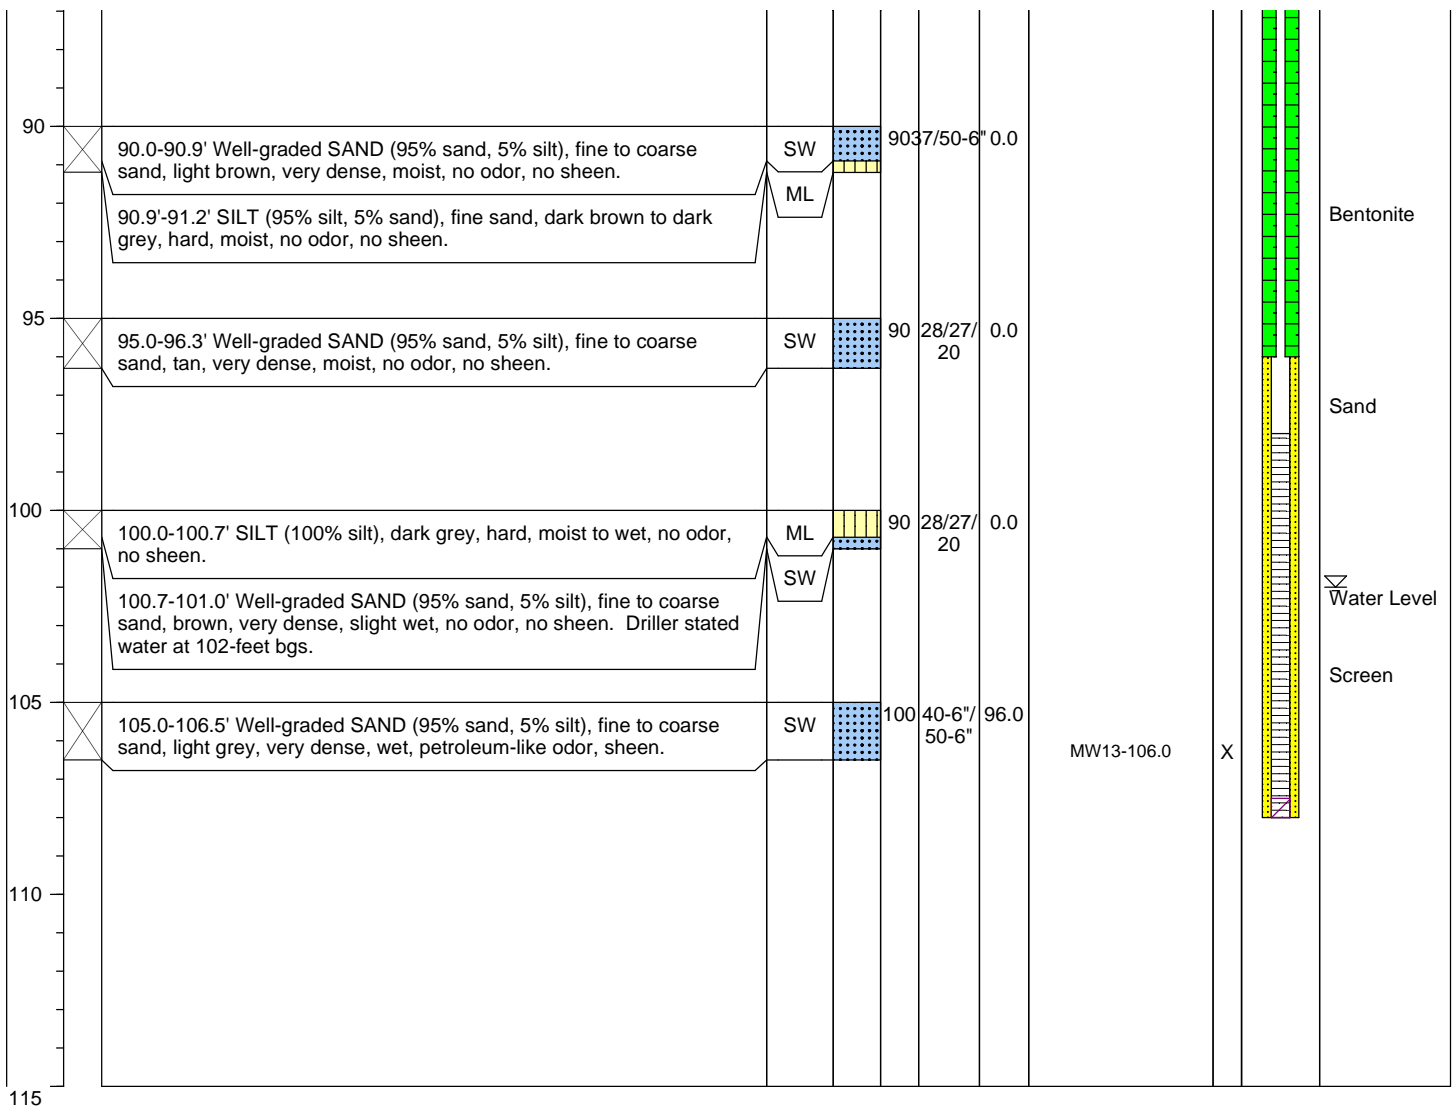 90
90.0-90.9' Well-graded SAND (95% sand, 5% silt), fine to coarse
sand, light brown, very dense, moist, no odor, no sheen.
SW
90 37/50-6" 0.0
90.9'-91.2' SILT (95% silt, 5% sand), fine sand, dark brown to dark
grey, hard, moist, no odor, no sheen.
ML
Bentonite
95
95.0-96.3' Well-graded SAND (95% sand, 5% silt), fine to coarse
sand, tan, very dense, moist, no odor, no sheen.
SW
90 28/27/ 0.0
20
Sand
100
100.0-100.7' SILT (100% silt), dark grey, hard, moist to wet, no odor,
no sheen.
ML
90 28/27/ 0.0
20
100.7-101.0' Well-graded SAND (95% sand, 5% silt), fine to coarse
sand, brown, very dense, slight wet, no odor, no sheen. Driller stated
water at 102-feet bgs.
SW
Water Level
Screen
105
105.0-106.5' Well-graded SAND (95% sand, 5% silt), fine to coarse
sand, light grey, very dense, wet, petroleum-like odor, sheen.
SW
100 40-6"/ 96.0
50-6"
MW13-106.0 X
110
115